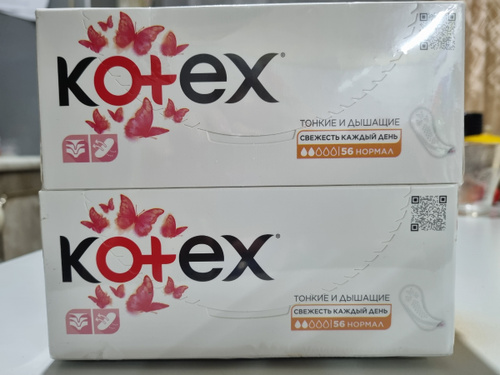 Kotex
ТОНКИЕ И ДЫШАЩИЕ
СВЕЖЕСТЬ КАЖДЫЙ ДЕНЬ
56 НОРМАЛ
Kotex
ТОНКИЕ И ДЫШАЩИЕ
СВЕЖЕСТЬ КАЖДЫЙ ДЕНЬ
56 НОРМАЛ